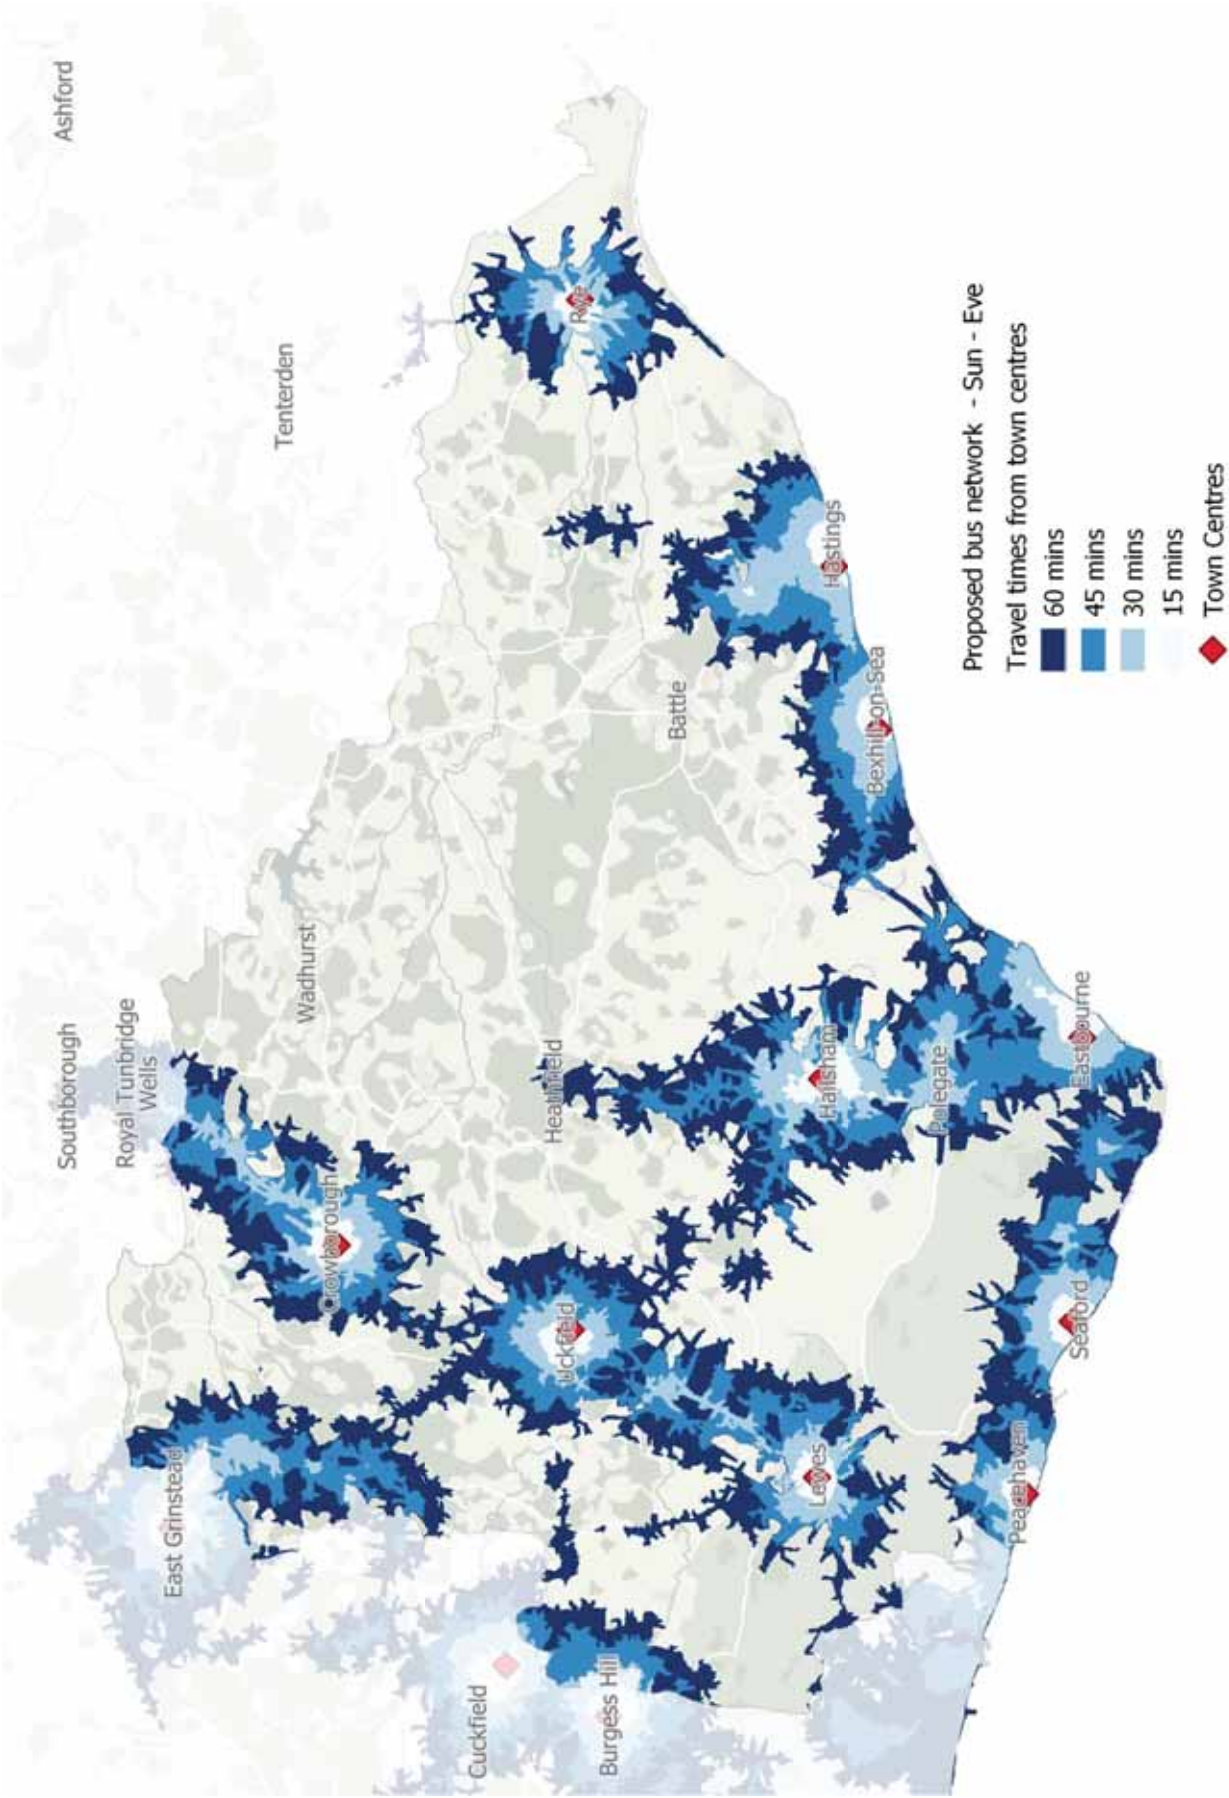 Ashford
Tenterden
Southborough
Royal Tunbridge
Wells
Wadhurst
East Grinstead
Crowborough
Rye
Heathfield
Battle
Cuckfield
Uckfield
Burgess Hill
Hastings
Hailsham
Bexhill-on-Sea
Lewes
Polegate
Eastbourne
Seaford
Peacehaven
Proposed bus network - Sun - Eve
Travel times from town centres
60 mins
45 mins
30 mins
15 mins
Town Centres